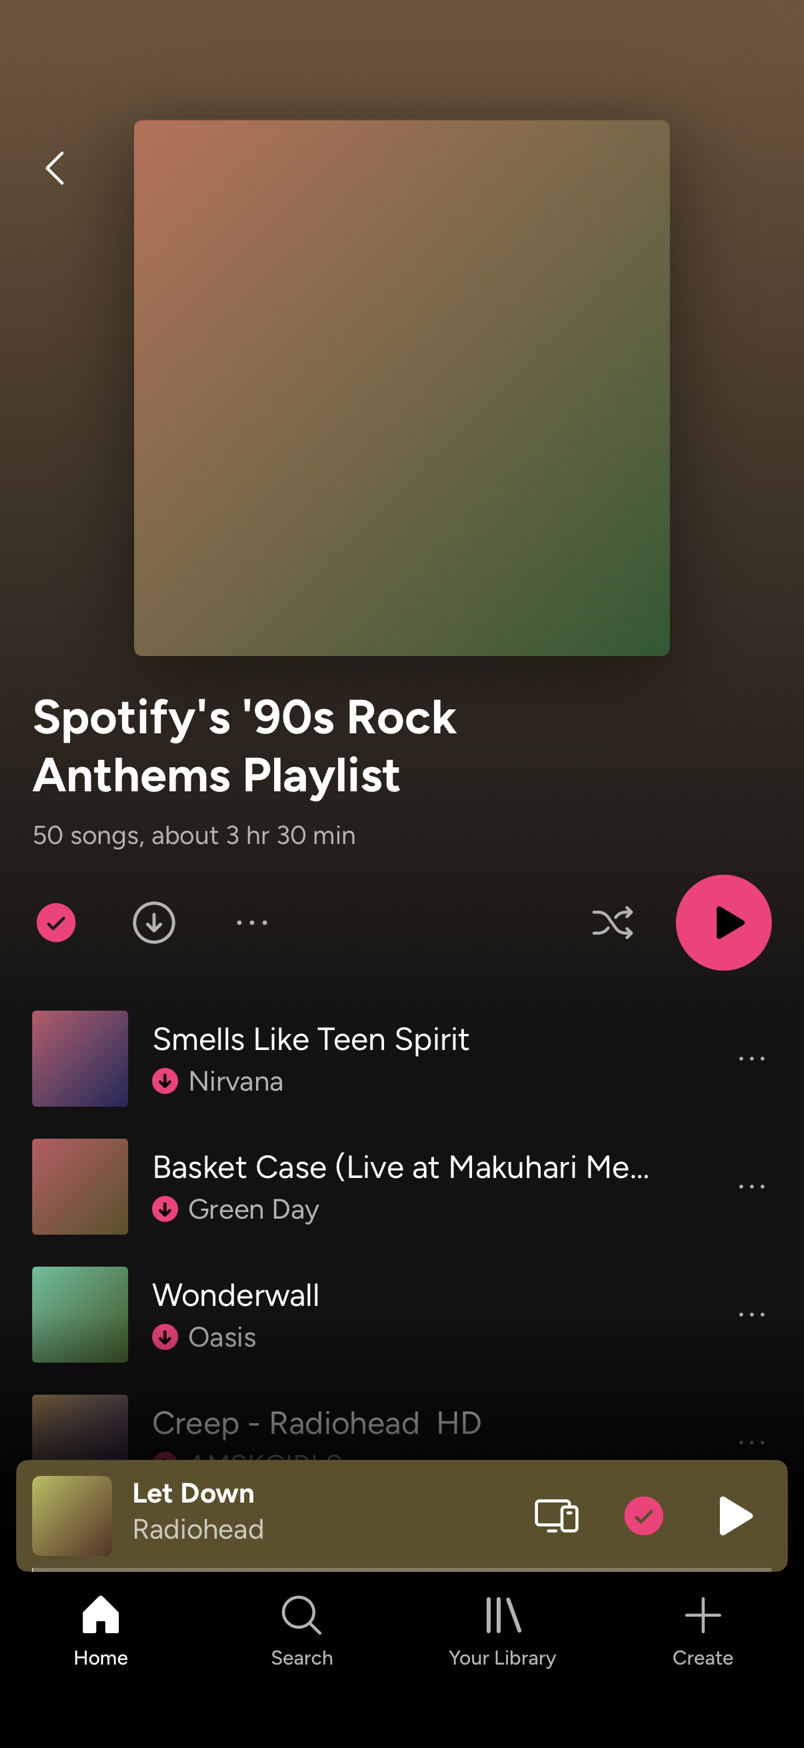 Spotify's '90s Rock
Anthems Playlist
50 songs, about 3 hr 30 min
Smells Like Teen Spirit
Nirvana
Basket Case (Live at Makuhari Me...
Green Day
Wonderwall
Oasis
Creep - Radiohead  HD
Let Down
Radiohead
Home
Search
Your Library
Create